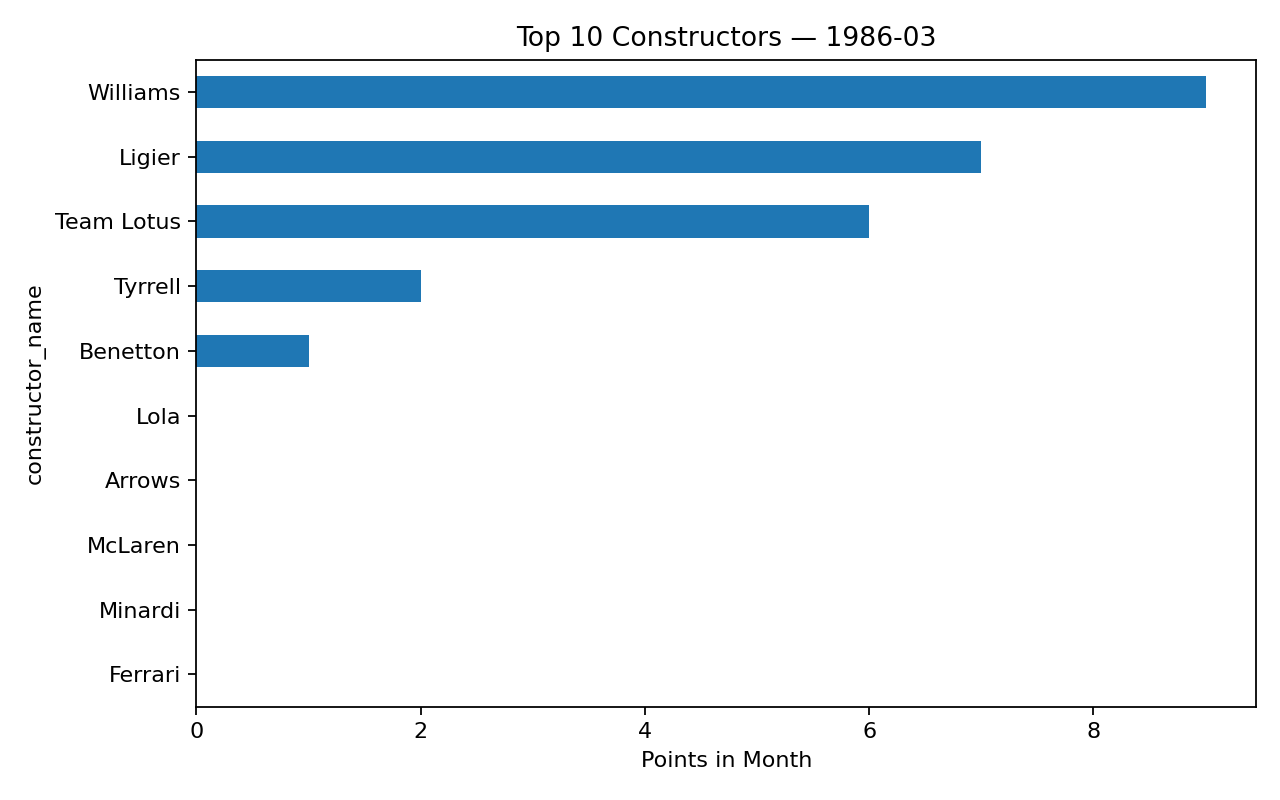 Top 10 Constructors — 1986-03
Williams
Ligier
Team Lotus
Tyrrell
Benetton
Lola
Arrows
McLaren
Minardi
Ferrari
constructor_name
0 2 4 6 8
Points in Month